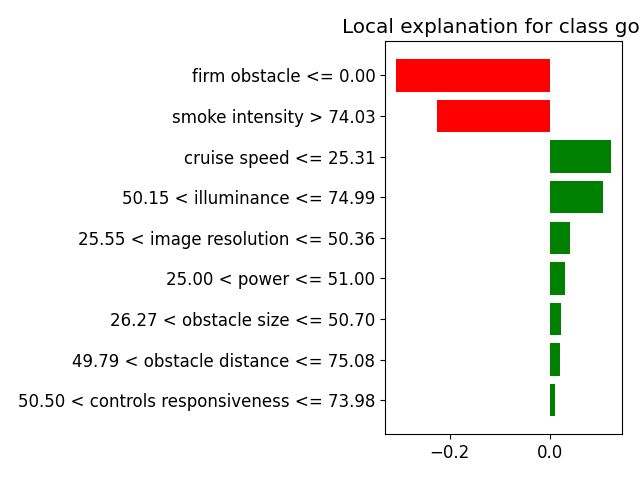 Local explanation for class go
firm obstacle <= 0.00
smoke intensity > 74.03
cruise speed <= 25.31
50.15 < illuminance <= 74.99
25.55 < image resolution <= 50.36
25.00 < power <= 51.00
26.27 < obstacle size <= 50.70
49.79 < obstacle distance <= 75.08
50.50 < controls responsiveness <= 73.98
−0.2 0.0